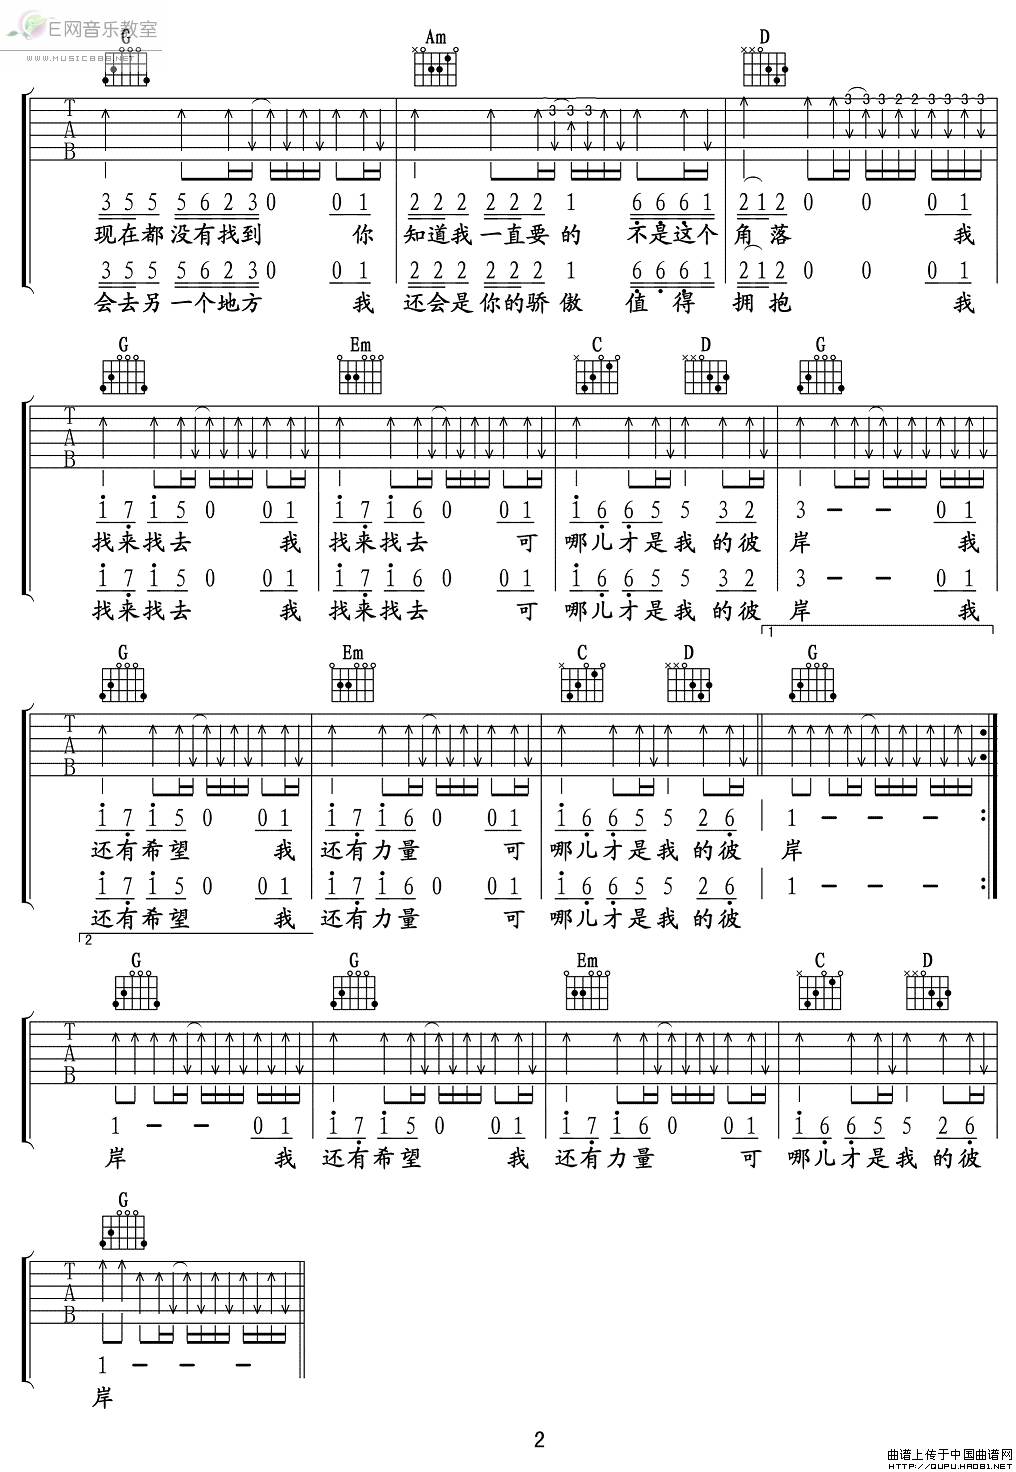 E网音乐教室
WWW.MUSIC888.NET
G Am D
T
A
B
3 3 3 3 3 3 2 2 3 3 3 3
3 5 5 5 6 2 3 0 0 1 2 2 2 2 2 2 1 6 6 6 1 2 1 2 0 0 0 1
现在都没有找到 你 知道我一直要的 不是这个 角落 我
3 5 5 5 6 2 3 0 0 1 2 2 2 2 2 2 1 6 6 6 1 2 1 2 0 0 0 1
会去另一个地方 我 还会是你的骄傲 值得 拥抱 我
G Em C D G
T
A
B
1 7 1 5 0 0 1 1 7 1 6 0 0 1 1 6 6 5 5 3 2 3 – – 0 1
找来找去 我 找来找去 可 哪儿才是我的彼 岸 我
1 7 1 5 0 0 1 1 7 1 6 0 0 1 1 6 6 5 5 3 2 3 – – 0 1
找来找去 我 找来找去 可 哪儿才是我的彼 岸 我
1
G Em C D G
T
A
B
1 7 1 5 0 0 1 1 7 1 6 0 0 1 1 6 6 5 5 2 6 1 – – –
还有希望 我 还有力量 可 哪儿才是我的彼 岸
1 7 1 5 0 0 1 1 7 1 6 0 0 1 1 6 6 5 5 2 6 1 – – –
还有希望 我 还有力量 可 哪儿才是我的彼
2
G G Em C D
T
A
B
1 – – 0 1 1 7 1 5 0 0 1 1 7 1 6 0 0 1 1 6 6 5 5 2 6
岸 我 还有希望 我 还有力量 可 哪儿才是我的彼
G
T
A
B
1 – – –
岸
2
曲谱上传于中国曲谱网
HTTP://QUPU.HAO81.NET